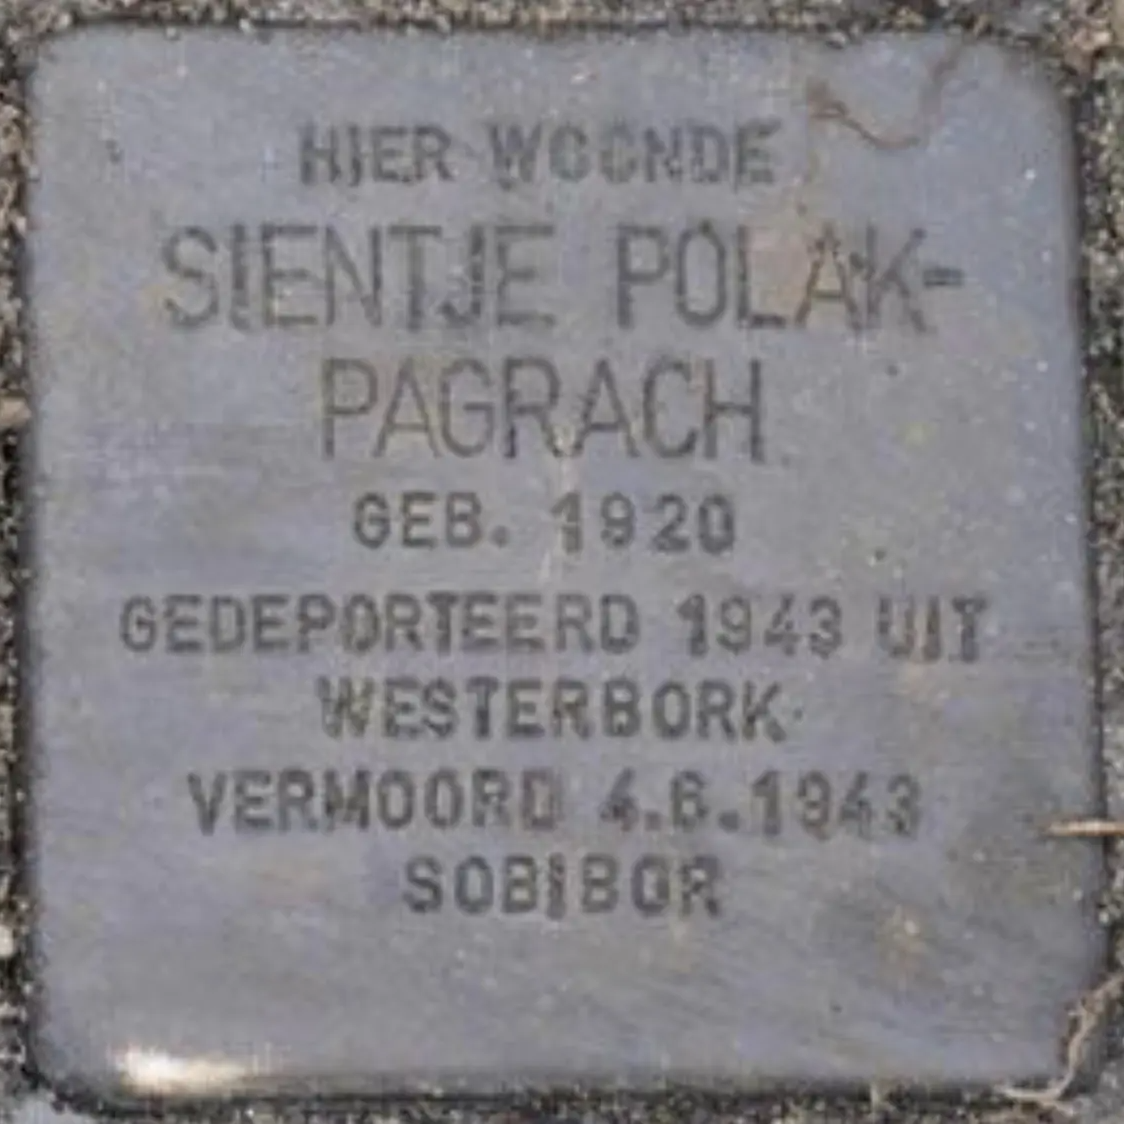 HIER WOONDE
SIENTJE POLAK-
PAGRACH
GEB. 1920
GEDEPORTEERD 1943 UIT
WESTERBORK
VERMOORD 4.6.1943
SOBIBOR